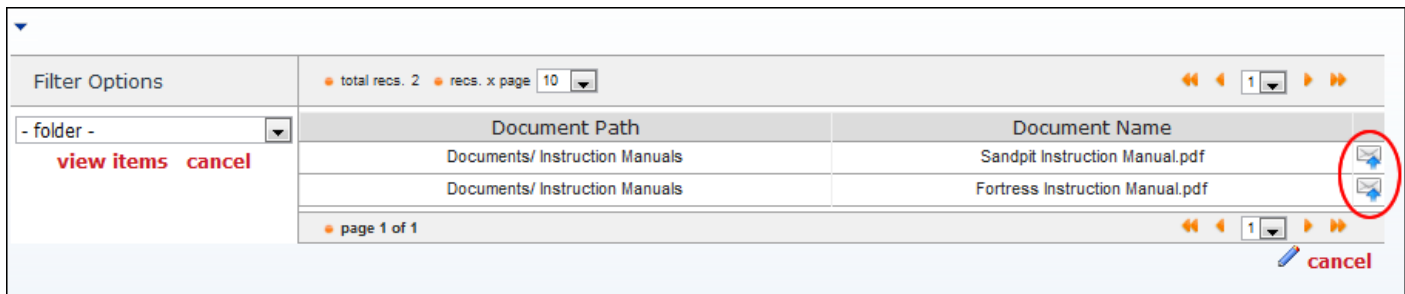 Filter Options
total recs. 2 recs. x page 10 1
- folder -
view items cancel
Document Path Document Name
Documents/ Instruction Manuals Sandpit Instruction Manual.pdf
Documents/ Instruction Manuals Fortress Instruction Manual.pdf
page 1 of 1 1
cancel